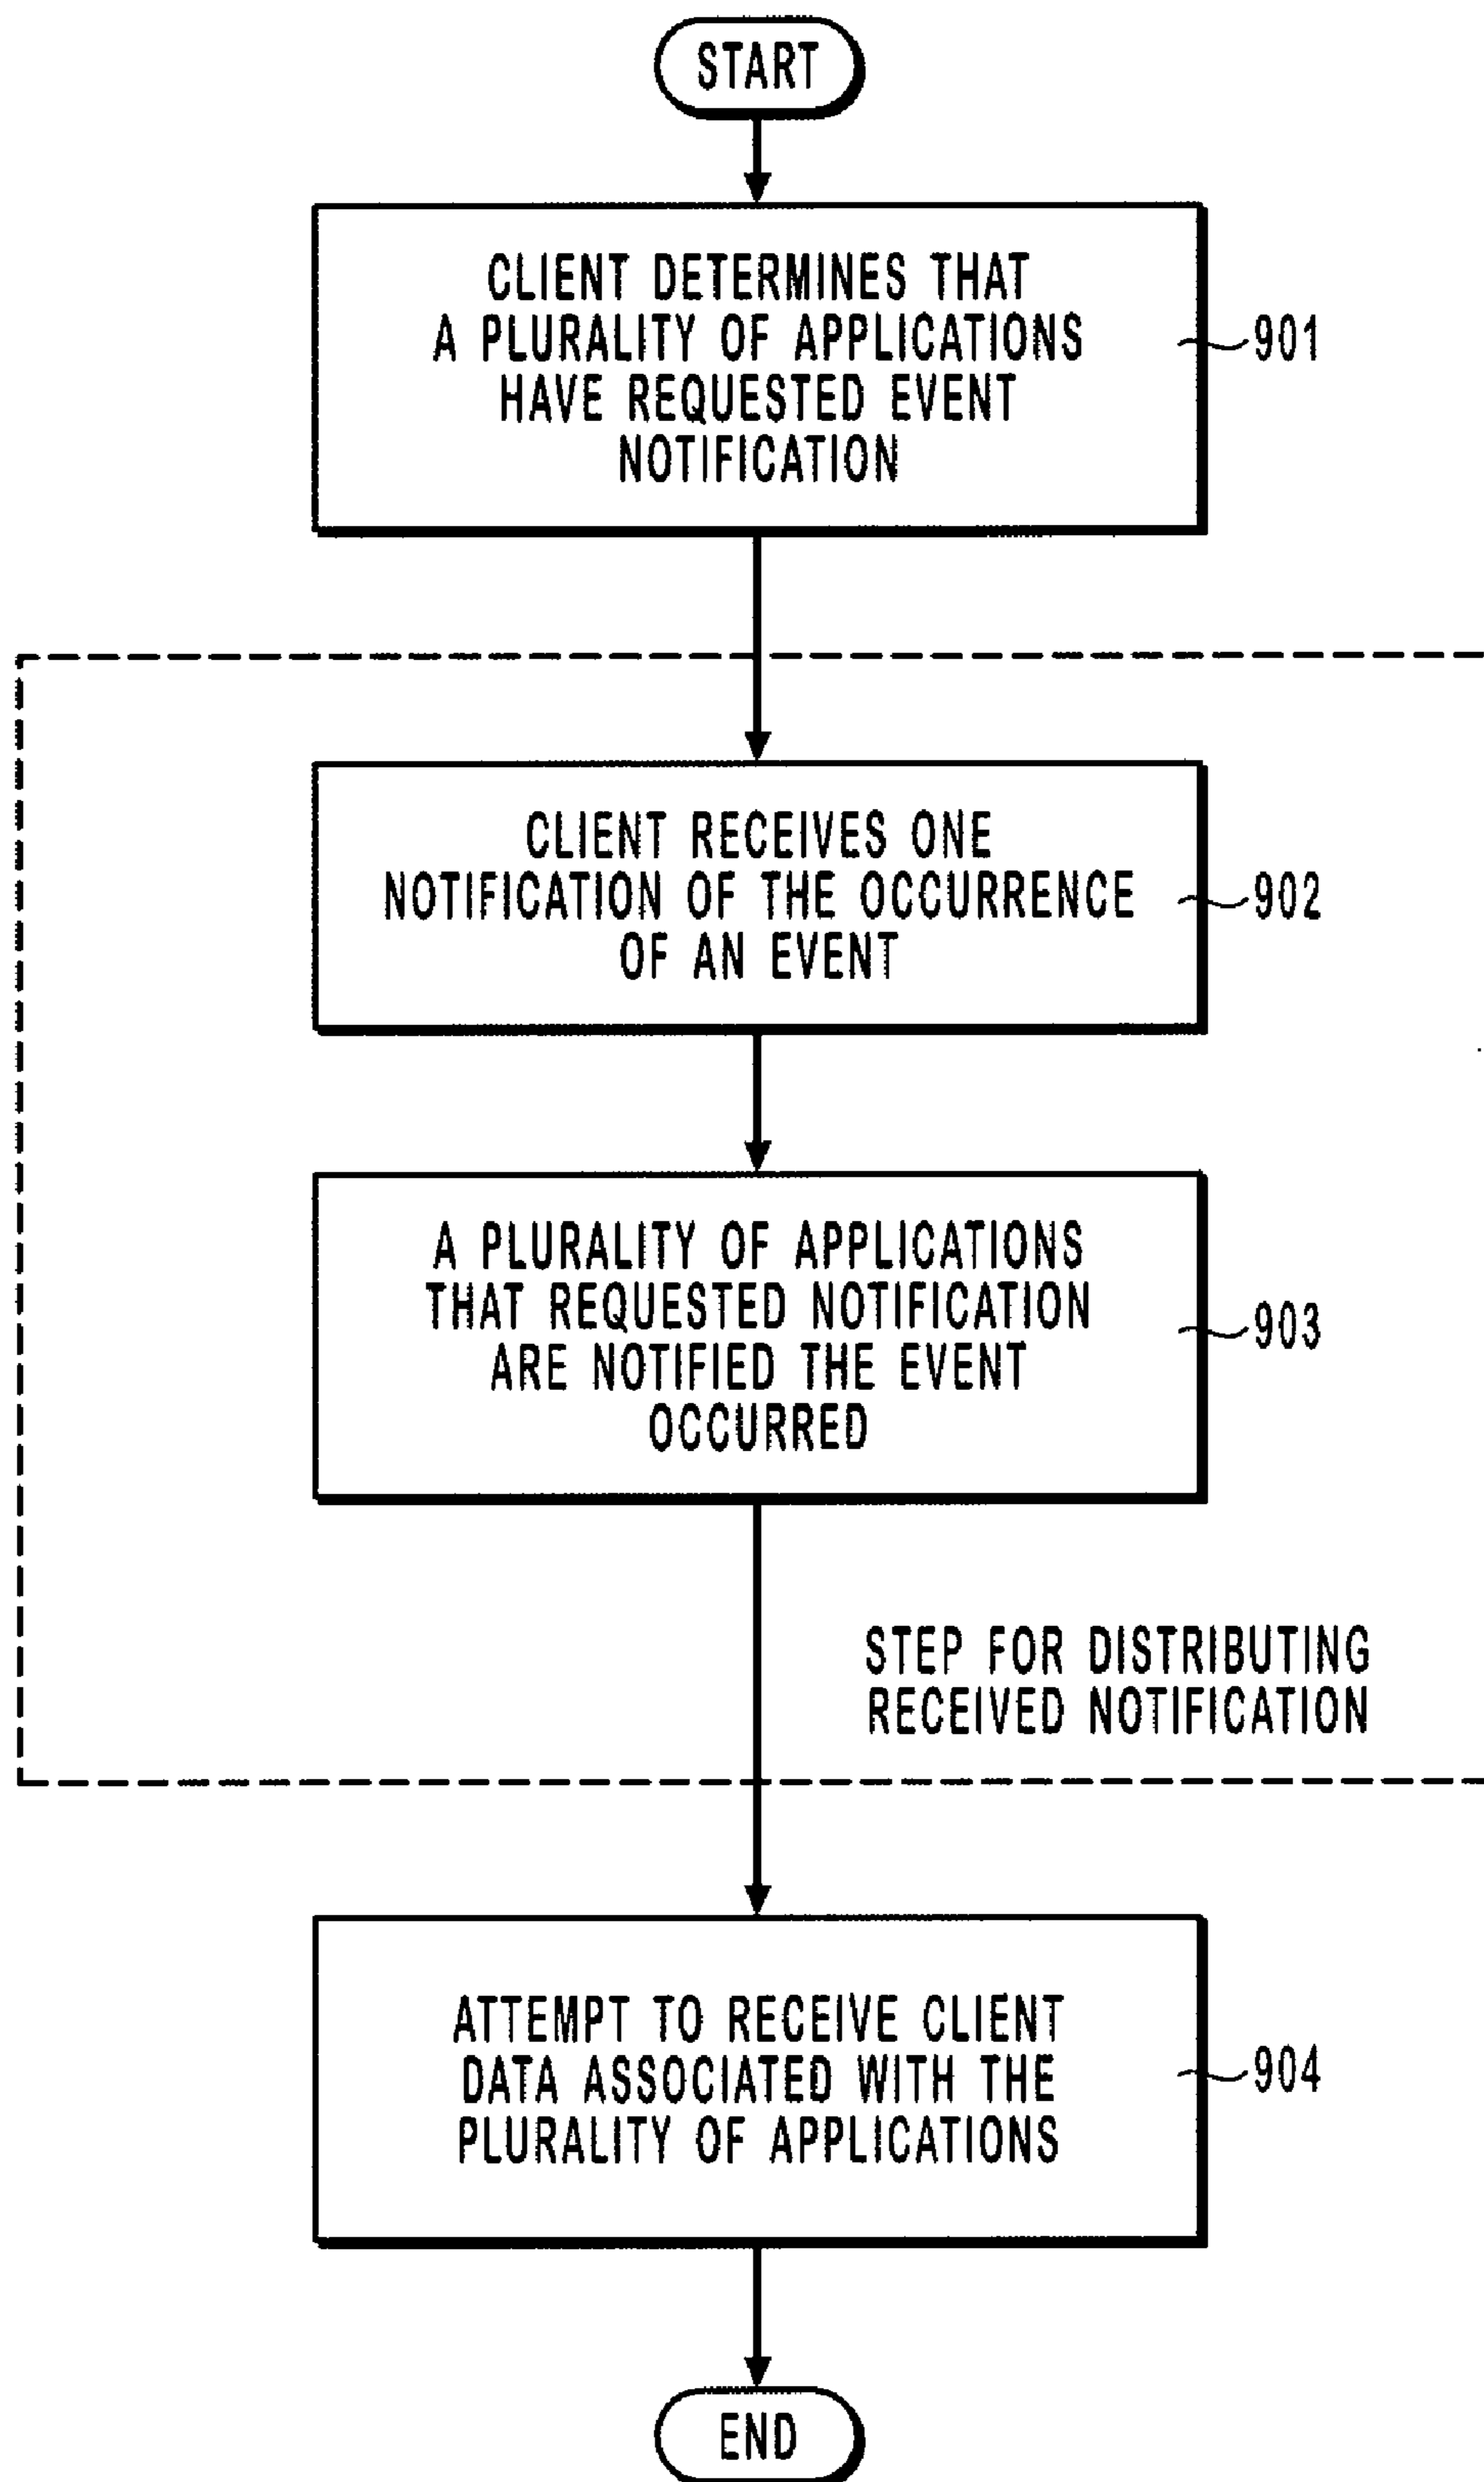 START
CLIENT DETERMINES THAT
A PLURALITY OF APPLICATIONS
HAVE REQUESTED EVENT
NOTIFICATION
901
CLIENT RECEIVES ONE
NOTIFICATION OF THE OCCURRENCE
OF AN EVENT
902
A PLURALITY OF APPLICATIONS
THAT REQUESTED NOTIFICATION
ARE NOTIFIED THE EVENT
OCCURRED
903
STEP FOR DISTRIBUTING
RECEIVED NOTIFICATION
ATTEMPT TO RECEIVE CLIENT
DATA ASSOCIATED WITH THE
PLURALITY OF APPLICATIONS
904
END